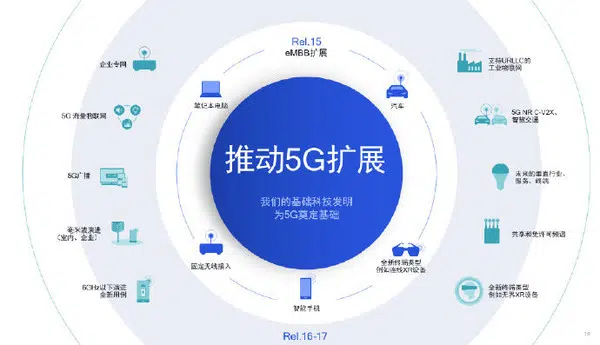 Rel.15
eMBB扩展
企业专网
笔记本电脑
汽车
支持URLLC的
工业物联网
5G 海量物联网
5G NR C-V2X、
智慧交通
推动5G扩展
5G广播
我们的基础科技发明
为5G奠定基础
未来的垂直行业、
服务、终端
毫米波演进
(室内、企业)
共享和免许可频谱
固定无线接入
全新终端类型
例如连线XR设备
6GHz以下演进
全新用例
智能手机
全新终端类型
例如无界XR设备
Rel.16-17